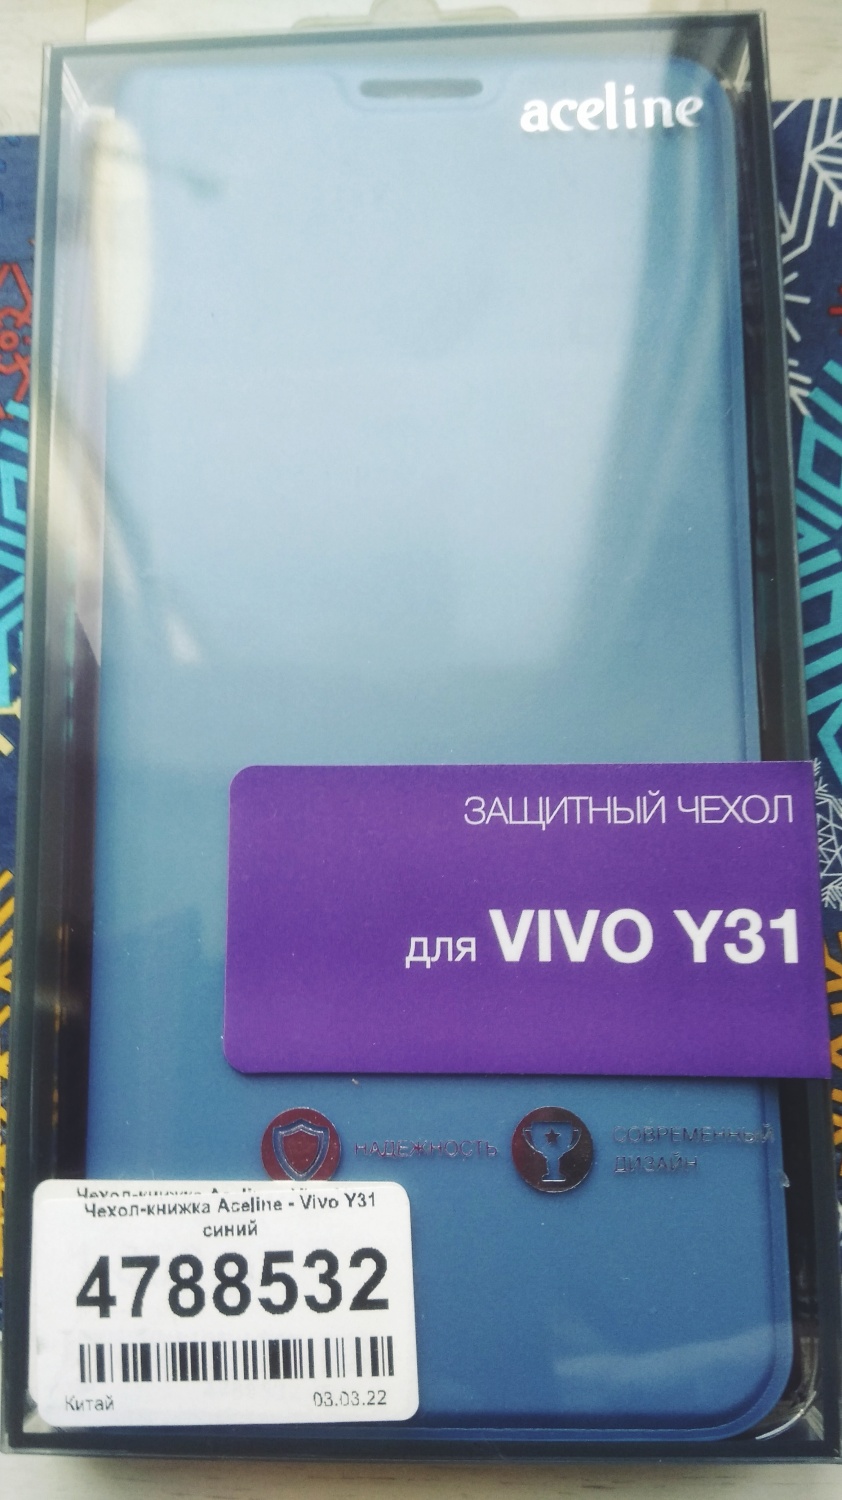 aceline
ЗАЩИТНЫЙ ЧЕХОЛ
для VIVO Y31
НАДЕЖНОСТЬ
СОВРЕМЕННЫЙ
ДИЗАЙН
Чехол-книжка Aceline - Vivo Y31
синий
4788532
Китай 03.03.22